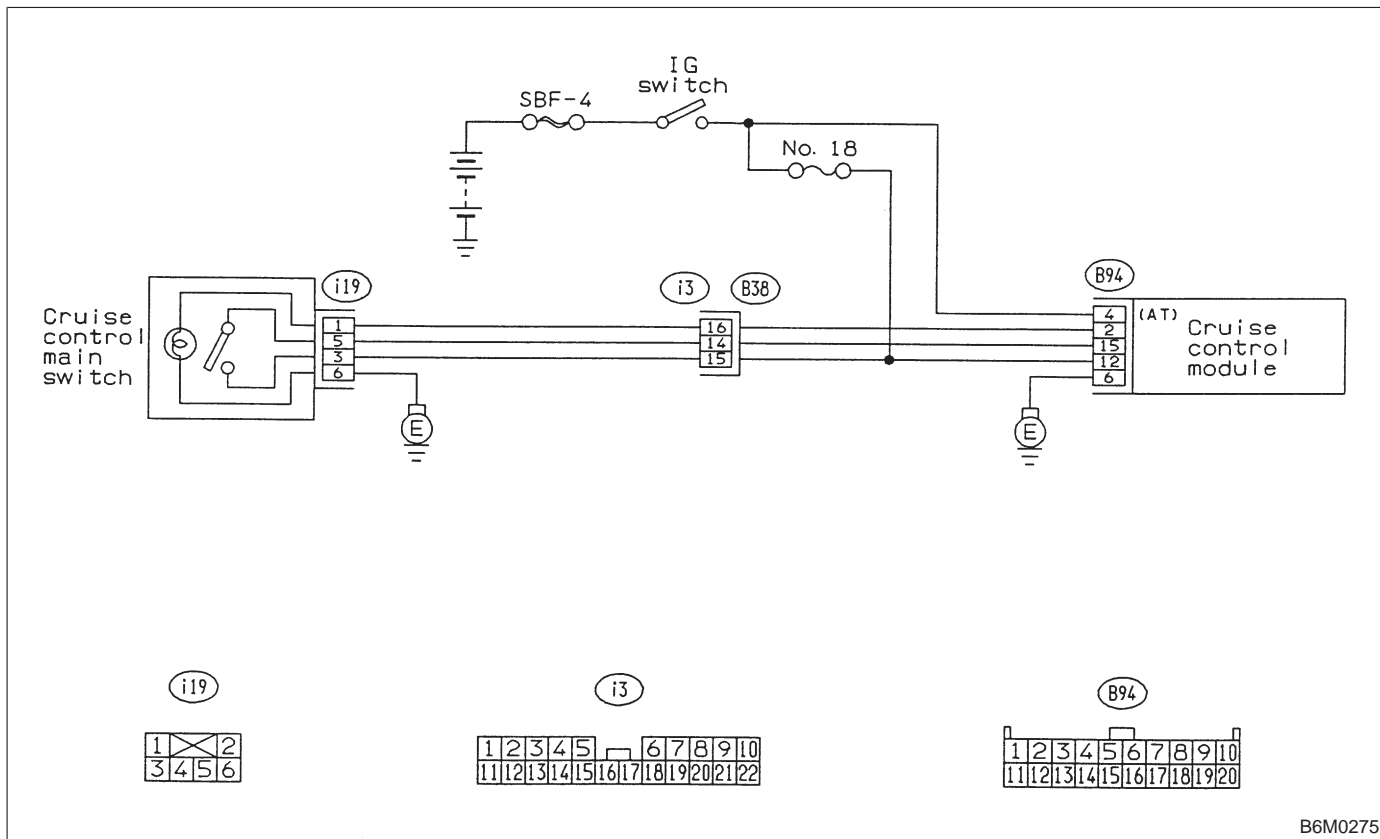 IG
switch
SBF-4
No. 18
i19
i3
B38
B94
Cruise
control
main
switch
1
5
3
6
16
14
15
4
2
15
12
6
(AT)
Cruise
control
module
E
E
i19
i3
B94
1 2
3 4 5 6
1 2 3 4 5 6 7 8 9 10
11 12 13 14 15 16 17 18 19 20 21 22
1 2 3 4 5 6 7 8 9 10
11 12 13 14 15 16 17 18 19 20
B6M0275